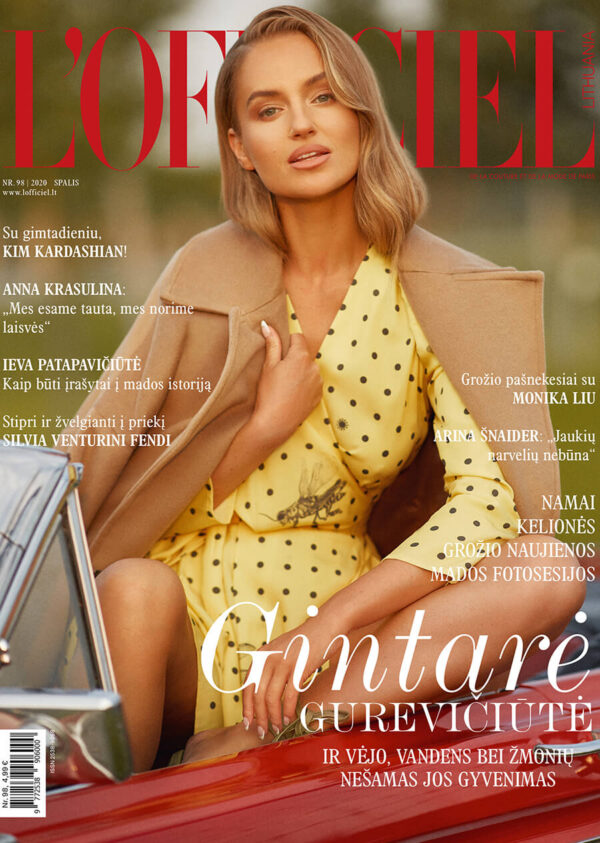 L'OFFICIEL
LITHUANIA
NR. 98 | 2020 SPALIS
www.lofficiel.lt
Su gimtadieniu,
KIM KARDASHIAN!
ANNA KRASULINA:
„Mes esame tauta, mes norime
laisvės“
IEVA PATAPAVIČIŪTĖ
Kaip būti įrašytai į mados istoriją
Stipri ir žvelgianti į priekį
SILVIA VENTURINI FENDI
Grožio pašnekesiai su
MONIKA LIU
ARINA ŠNAIDER: „Jaukių
narvelių nebūna“
NAMAI
KELIONĖS
GROŽIO NAUJIENOS
MADOS FOTOSESIJOS
Gintarė
GUREVIČIŪTĖ
IR VĖJO, VANDENS BEI ŽMONIŲ
NEŠAMAS JOS GYVENIMAS
Nr. 98, 4,99 €
9 772538 906000